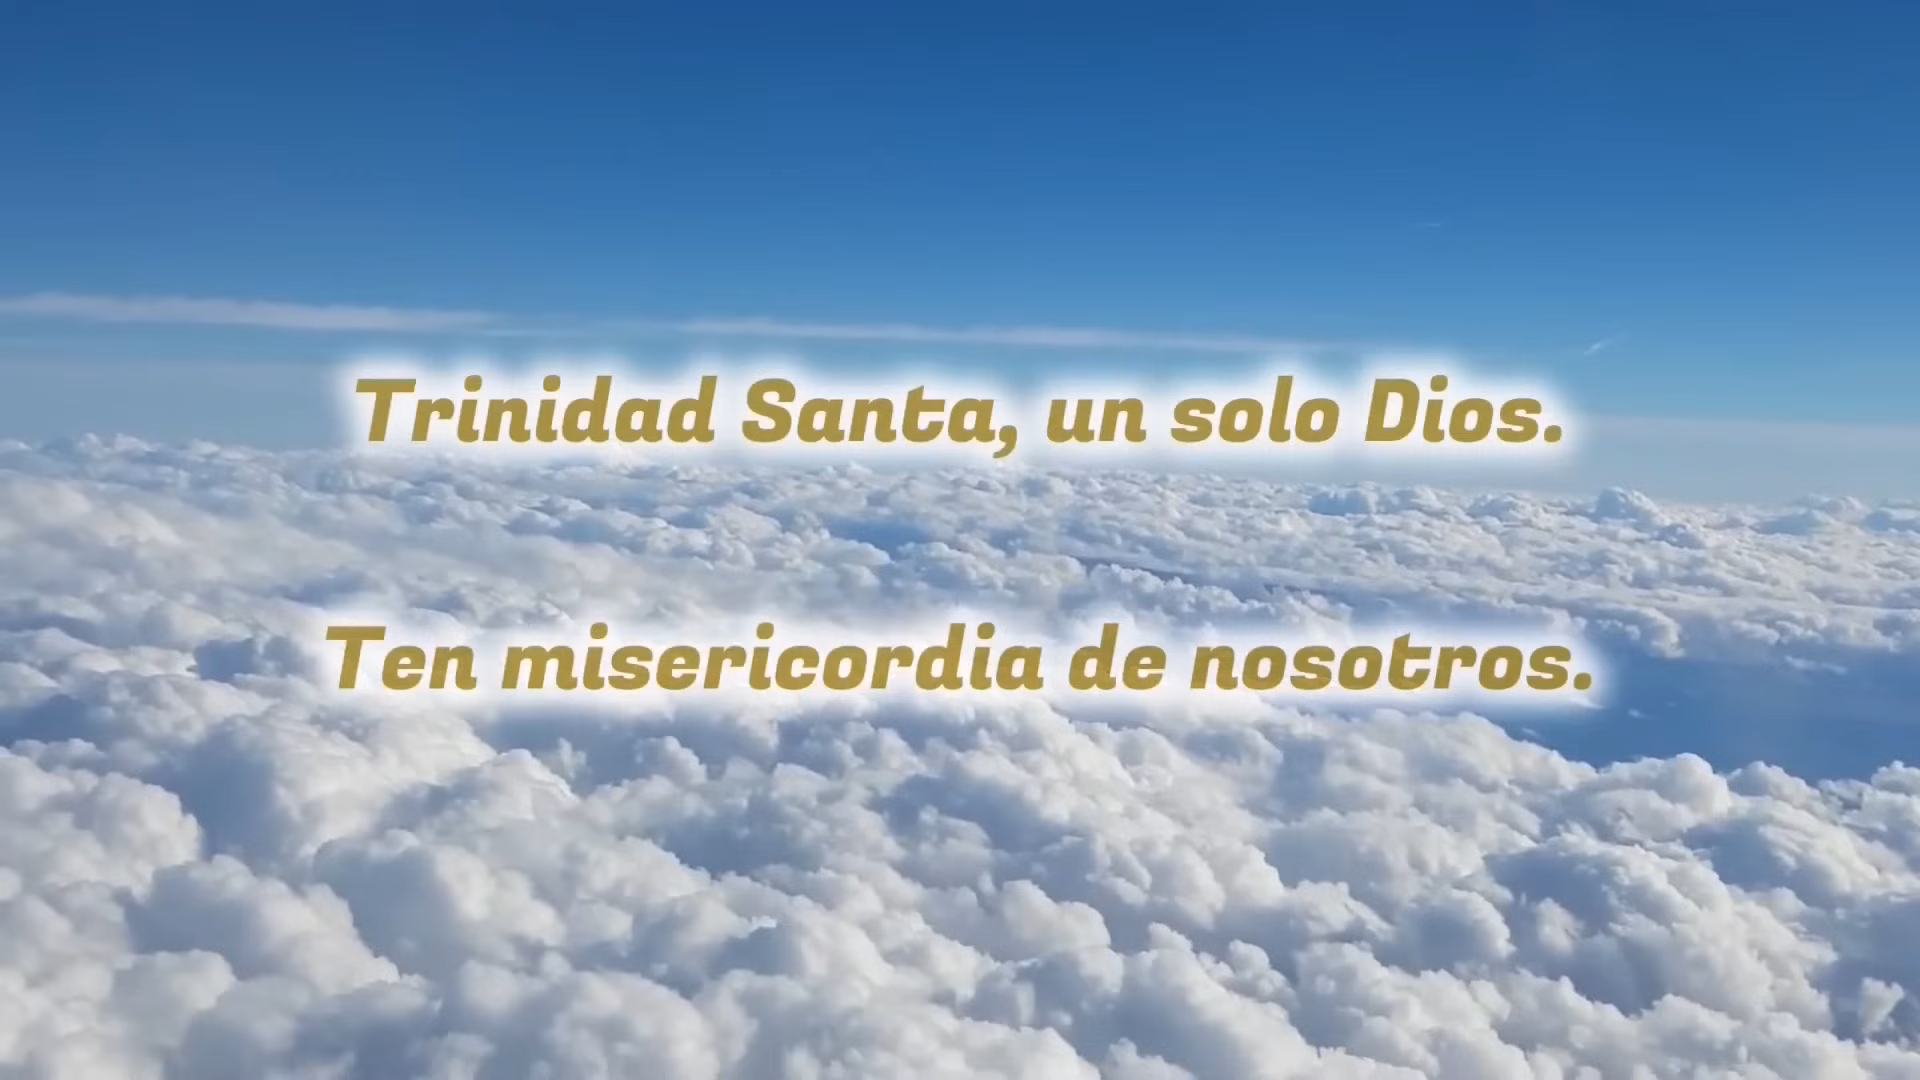 Trinidad Santa, un solo Dios.
Ten misericordia de nosotros.